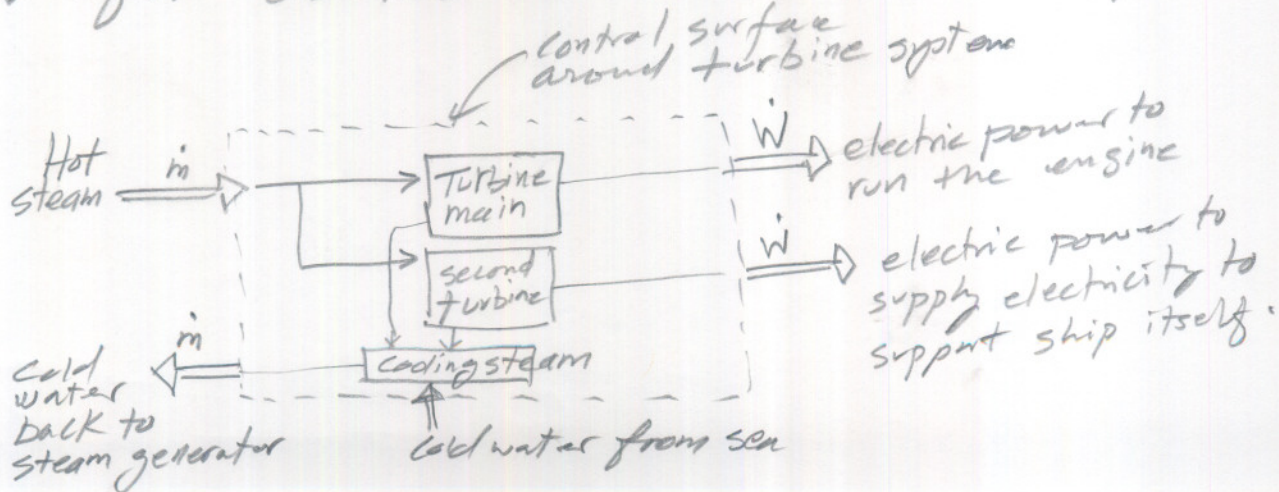 control surface
around turbine system
Hot
steam
ṁ
Turbine
main
Ẇ
electric power to
run the engine
second
turbine
Ẇ
electric power to
supply electricity to
support ship itself.
ṁ
cooling steam
cold
water
back to
steam generator
cold water from sea